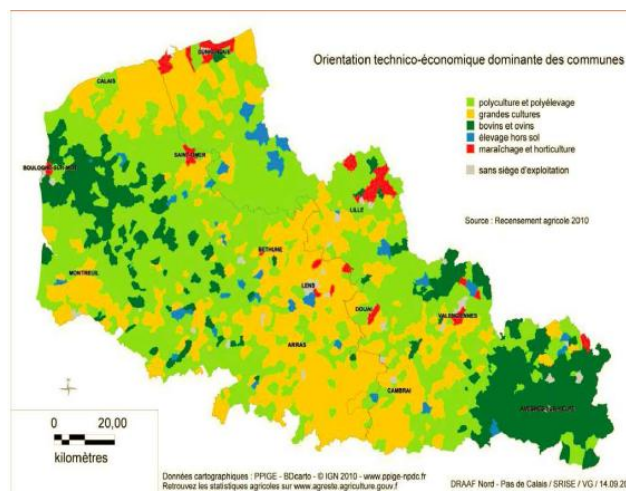 Orientation technico-économique dominante des communes
polyculture et polyélevage
grandes cultures
bovins et ovins
élevage hors sol
maraîchage et horticulture
sans siège d'exploitation
Source : Recensement agricole 2010
DUNKERQUE
CALAIS
SAINT-OMER
BOULOGNE-SUR-MER
LILLE
BETHUNE
MONTREUIL
LENS
DOUAI
VALENCIENNES
ARRAS
CAMBRAI
AVESNES-SUR-HELPE
0 20,00
kilomètres
Données cartographiques : PPIGE - BDcarto - © IGN 2010 - www.ppige-npdc.fr
Retrouvez les statistiques agricoles sur www.agreste.agriculture.gouv.f
DRAAF Nord - Pas de Calais / SRISE / VG / 14.09.20